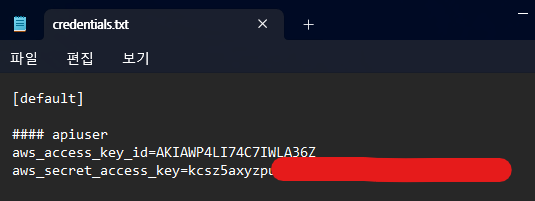 credentials.txt
파일 편집 보기
[default]
#### apiuser
aws_access_key_id=AKIAWP4LI74C7IWLA36Z
aws_secret_access_key=kcsz5axyzpu